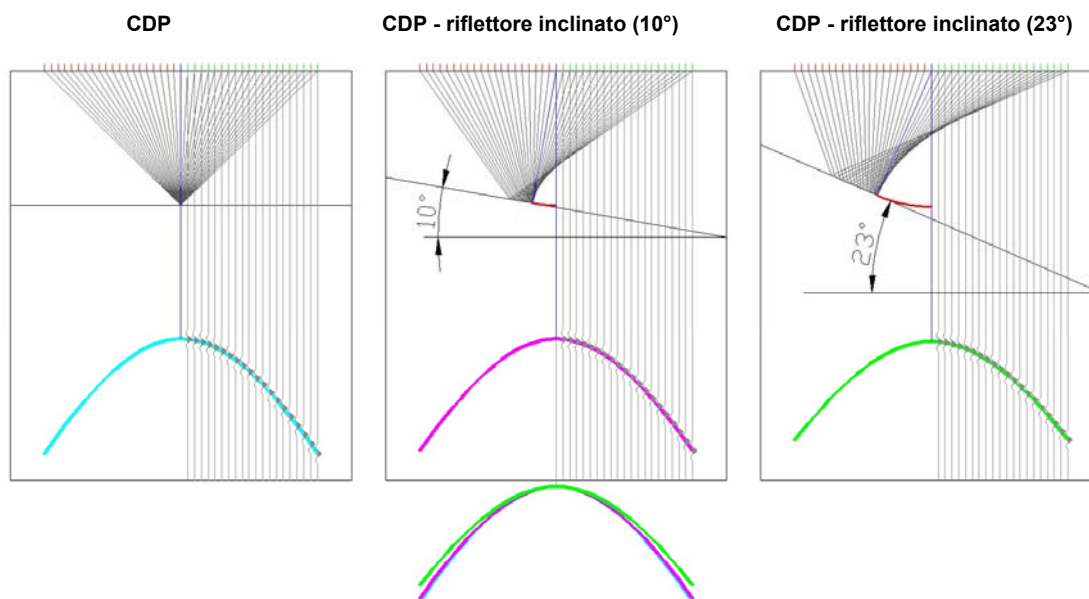 CDP
CDP - riflettore inclinato (10°)
CDP - riflettore inclinato (23°)
10°
23°